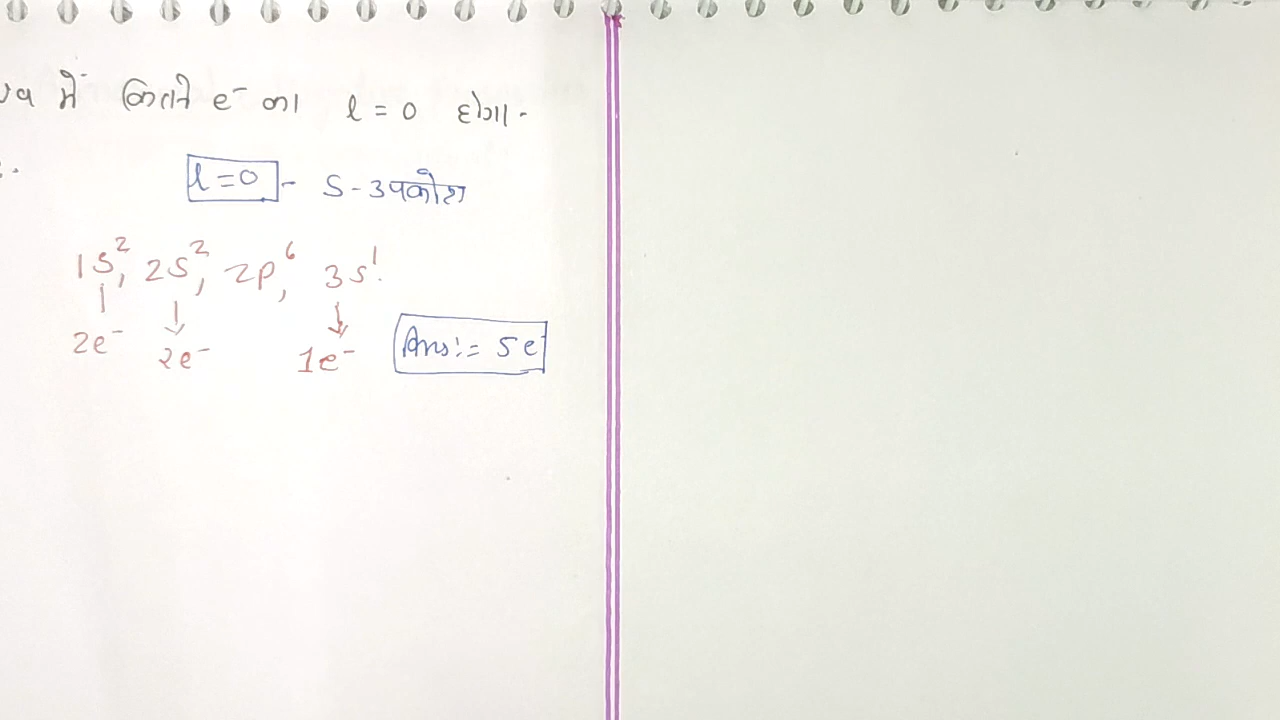 में कितने e⁻ का l = 0 होगा -
l = 0 - S - उपकोश
1s², 2s², 2p⁶, 3s¹.
2e⁻ 2e⁻ 1e⁻ Ans:= 5e